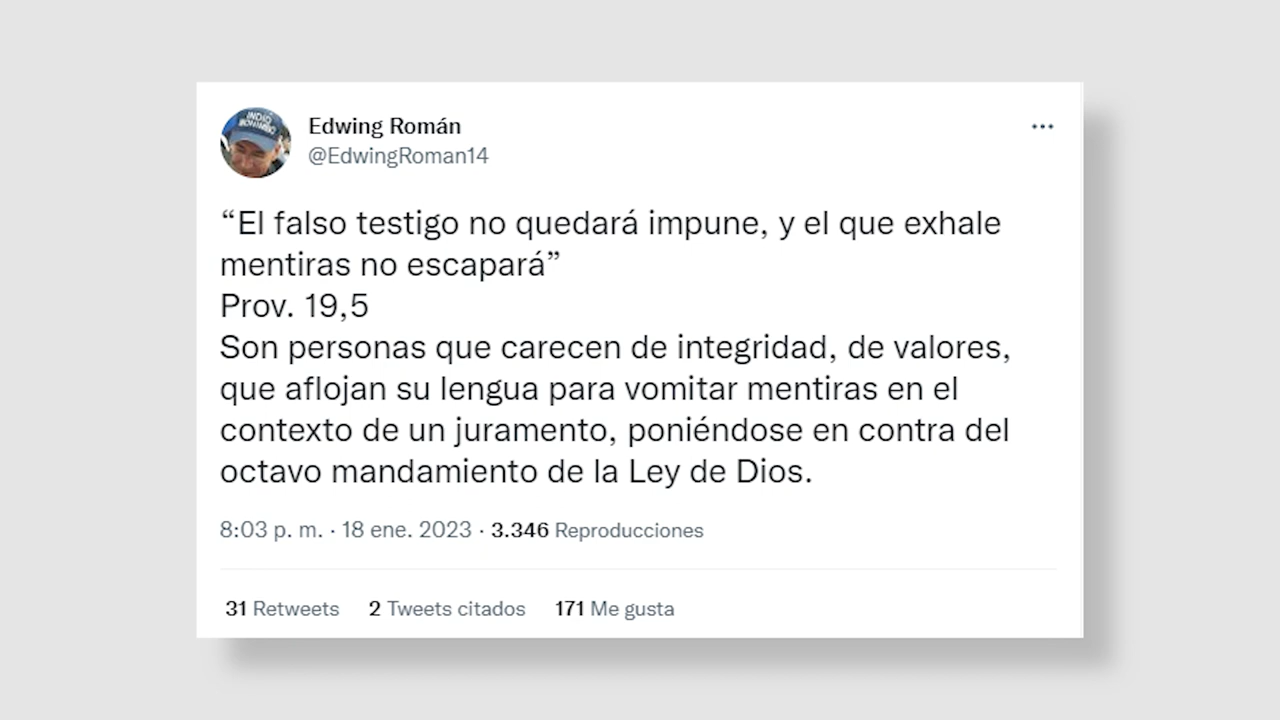 INDIO
MONIMBO
Edwing Román
@EdwingRoman14
“El falso testigo no quedará impune, y el que exhale
mentiras no escapará”
Prov. 19,5
Son personas que carecen de integridad, de valores,
que aflojan su lengua para vomitar mentiras en el
contexto de un juramento, poniéndose en contra del
octavo mandamiento de la Ley de Dios.
8:03 p. m. · 18 ene. 2023 · 3.346 Reproducciones
31 Retweets 2 Tweets citados 171 Me gusta